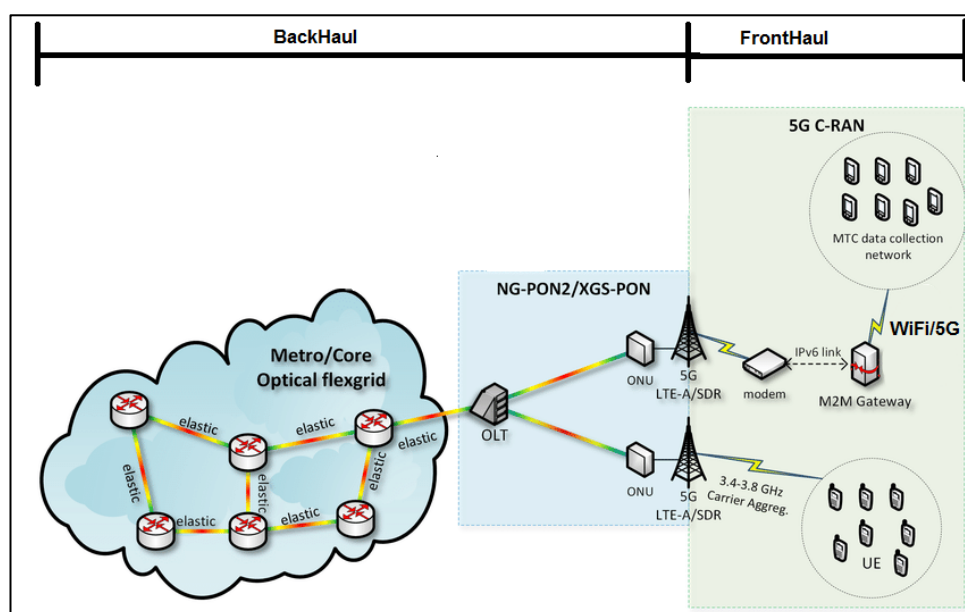 BackHaul
FrontHaul
5G C-RAN
MTC data collection
network
NG-PON2/XGS-PON
WiFi/5G
Metro/Core
Optical flexgrid
IPv6 link
ONU
5G
LTE-A/SDR
modem
M2M Gateway
OLT
elastic
elastic
elastic
elastic
elastic
elastic
elastic
elastic
ONU
5G
LTE-A/SDR
3.4-3.8 GHz
Carrier Aggreg.
UE